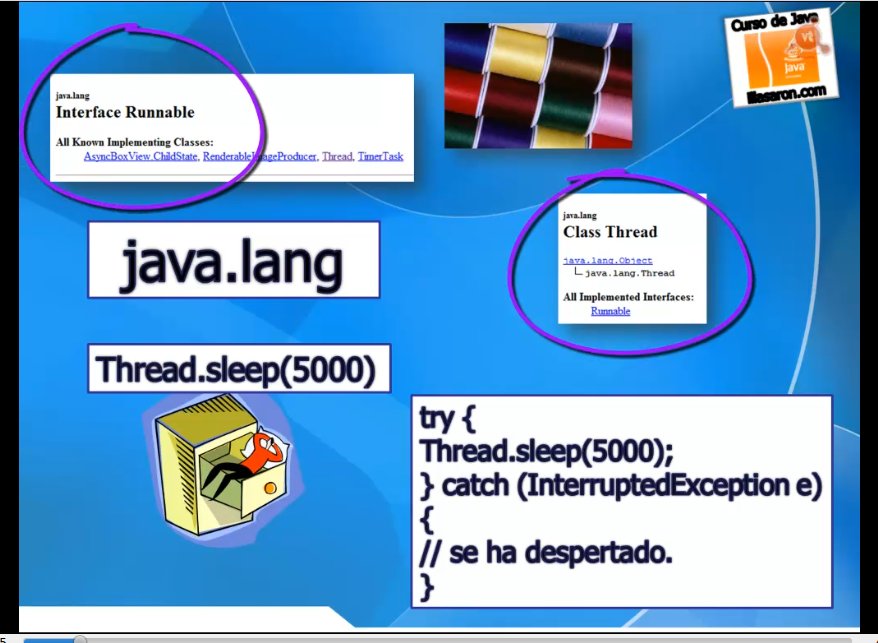 Curso de Java
java
illasaron.com
java.lang
Interface Runnable
All Known Implementing Classes:
AsyncBoxView.ChildState, RenderableImageProducer, Thread, TimerTask
java.lang
Class Thread
java.lang.Object
java.lang.Thread
All Implemented Interfaces:
Runnable
java.lang
Thread.sleep(5000)
try {
Thread.sleep(5000);
} catch (InterruptedException e)
{
// se ha despertado.
}